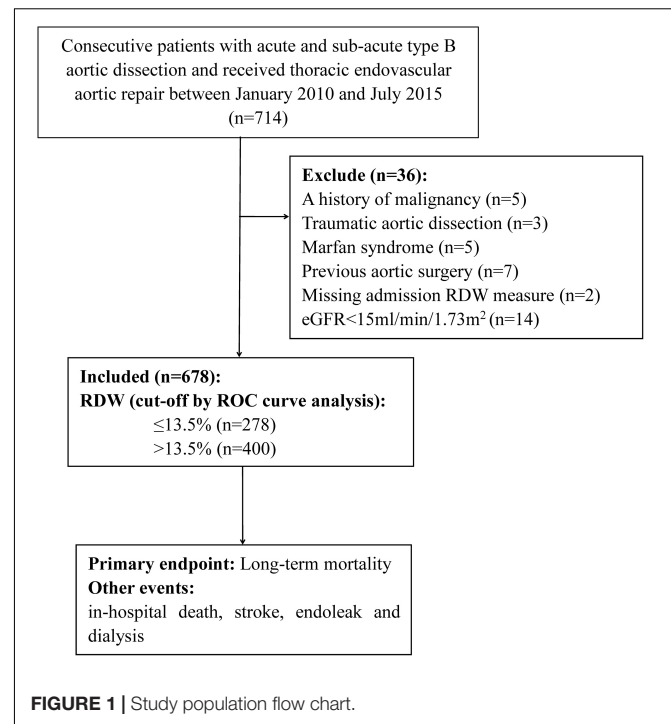 Consecutive patients with acute and sub-acute type B
aortic dissection and received thoracic endovascular
aortic repair between January 2010 and July 2015
(n=714)
Exclude (n=36):
A history of malignancy (n=5)
Traumatic aortic dissection (n=3)
Marfan syndrome (n=5)
Previous aortic surgery (n=7)
Missing admission RDW measure (n=2)
eGFR<15ml/min/1.73m² (n=14)
Included (n=678):
RDW (cut-off by ROC curve analysis):
≤13.5% (n=278)
>13.5% (n=400)
Primary endpoint: Long-term mortality
Other events:
in-hospital death, stroke, endoleak and
dialysis
FIGURE 1 | Study population flow chart.